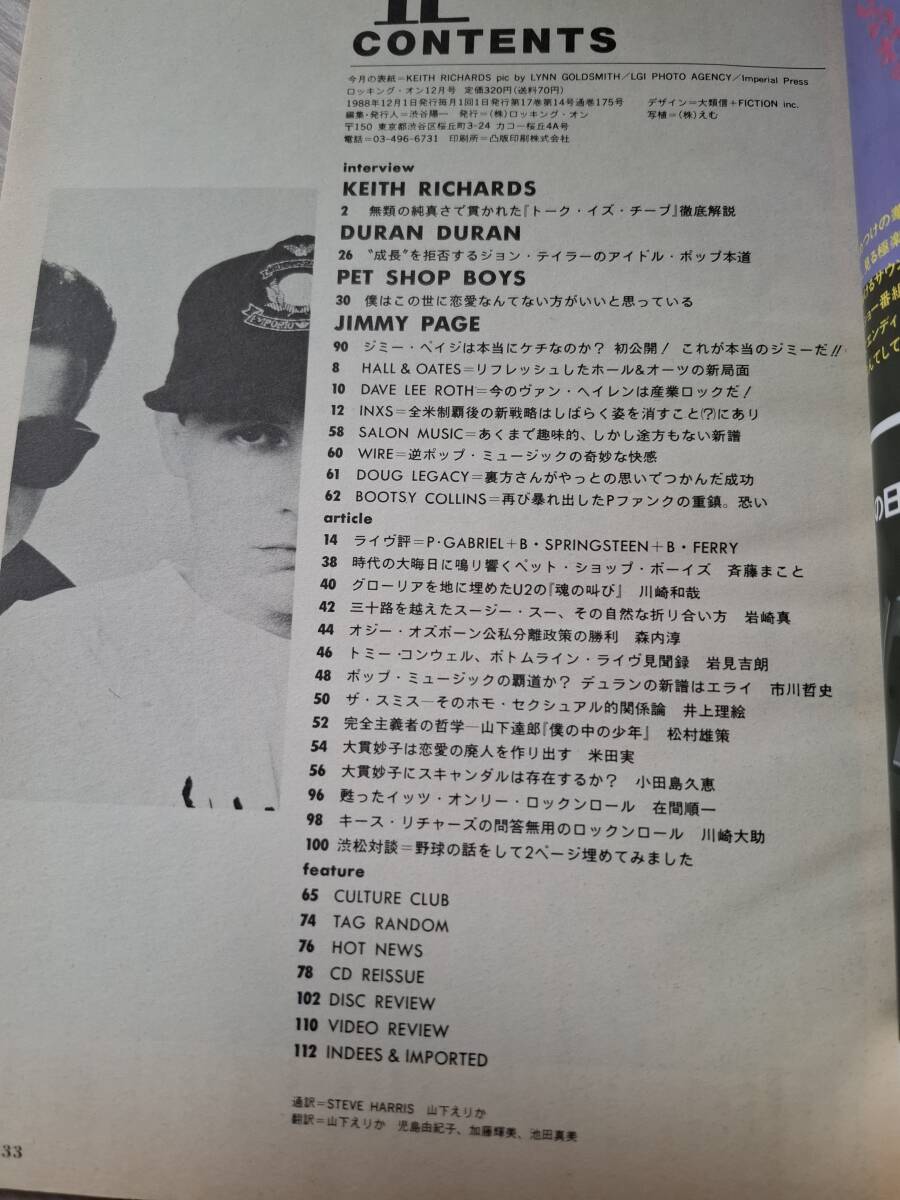 CONTENTS
今月の表紙=KEITH RICHARDS pic by LYNN GOLDSMITH/LGI PHOTO AGENCY/Imperial Press
ロッキング・オン12月号 定価320円(送料70円)
1988年12月1日発行毎月1回1日発行第17巻第14号通巻175号 デザイン=大類信+FICTION inc.
編集・発行人=渋谷陽一 発行=(株)ロッキング・オン 写植=(株)えむ
〒150 東京都渋谷区桜丘町3-24 カコー桜丘4A号
電話=03-496-6731 印刷所=凸版印刷株式会社
interview
KEITH RICHARDS
2 無類の純真さで貫かれた『トーク・イズ・チープ』徹底解説
DURAN DURAN
26 “成長”を拒否するジョン・テイラーのアイドル・ポップ本道
PET SHOP BOYS
30 僕はこの世に恋愛なんてない方がいいと思っている
JIMMY PAGE
90 ジミー・ペイジは本当にケチなのか? 初公開! これが本当のジミーだ!!
8 HALL & OATES=リフレッシュしたホール&オーツの新局面
10 DAVE LEE ROTH=今のヴァン・ヘイレンは産業ロックだ!
12 INXS=全米制覇後の新戦略はしばらく姿を消すこと(?)にあり
58 SALON MUSIC=あくまで趣味的、しかし途方もない新譜
60 WIRE=逆ポップ・ミュージックの奇妙な快感
61 DOUG LEGACY=裏方さんがやっとの思いでつかんだ成功
62 BOOTSY COLLINS=再び暴れ出したPファンクの重鎮。恐い
article
14 ライヴ評=P・GABRIEL+B・SPRINGSTEEN+B・FERRY
38 時代の大晦日に鳴り響くペット・ショップ・ボーイズ 斉藤まこと
40 グローリアを地に埋めたU2の『魂の叫び』 川崎和哉
42 三十路を越えたスージー・スー、その自然な折り合い方 岩崎真
44 オジー・オズボーン公私分離政策の勝利 森内淳
46 トミー・コンウェル、ボトムライン・ライヴ見聞録 岩見吉朗
48 ポップ・ミュージックの覇道か? デュランの新譜はエライ 市川哲史
50 ザ・スミス―そのホモ・セクシュアル的関係論 井上理絵
52 完全主義者の哲学―山下達郎『僕の中の少年』 松村雄策
54 大貫妙子は恋愛の廃人を作り出す 米田実
56 大貫妙子にスキャンダルは存在するか? 小田島久恵
96 甦ったイッツ・オンリー・ロックンロール 在間順一
98 キース・リチャーズの問答無用のロックンロール 川崎大助
100 渋松対談=野球の話をして2ページ埋めてみました
feature
65 CULTURE CLUB
74 TAG RANDOM
76 HOT NEWS
78 CD REISSUE
102 DISC REVIEW
110 VIDEO REVIEW
112 INDEES & IMPORTED
通訳=STEVE HARRIS 山下えりか
翻訳=山下えりか 児島由紀子、加藤輝美、池田真美
33